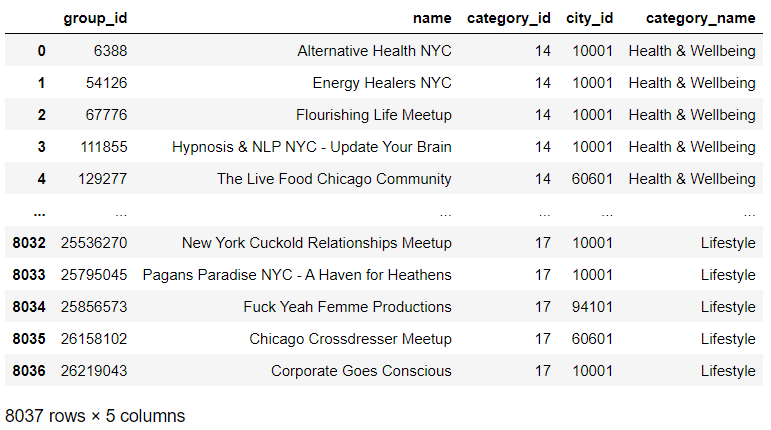 group_id name category_id city_id category_name
0 6388 Alternative Health NYC 14 10001 Health & Wellbeing
1 54126 Energy Healers NYC 14 10001 Health & Wellbeing
2 67776 Flourishing Life Meetup 14 10001 Health & Wellbeing
3 111855 Hypnosis & NLP NYC - Update Your Brain 14 10001 Health & Wellbeing
4 129277 The Live Food Chicago Community 14 60601 Health & Wellbeing
... ... ... ... ... ...
8032 25536270 New York Cuckold Relationships Meetup 17 10001 Lifestyle
8033 25795045 Pagans Paradise NYC - A Haven for Heathens 17 10001 Lifestyle
8034 25856573 Fuck Yeah Femme Productions 17 94101 Lifestyle
8035 26158102 Chicago Crossdresser Meetup 17 60601 Lifestyle
8036 26219043 Corporate Goes Conscious 17 10001 Lifestyle
8037 rows × 5 columns